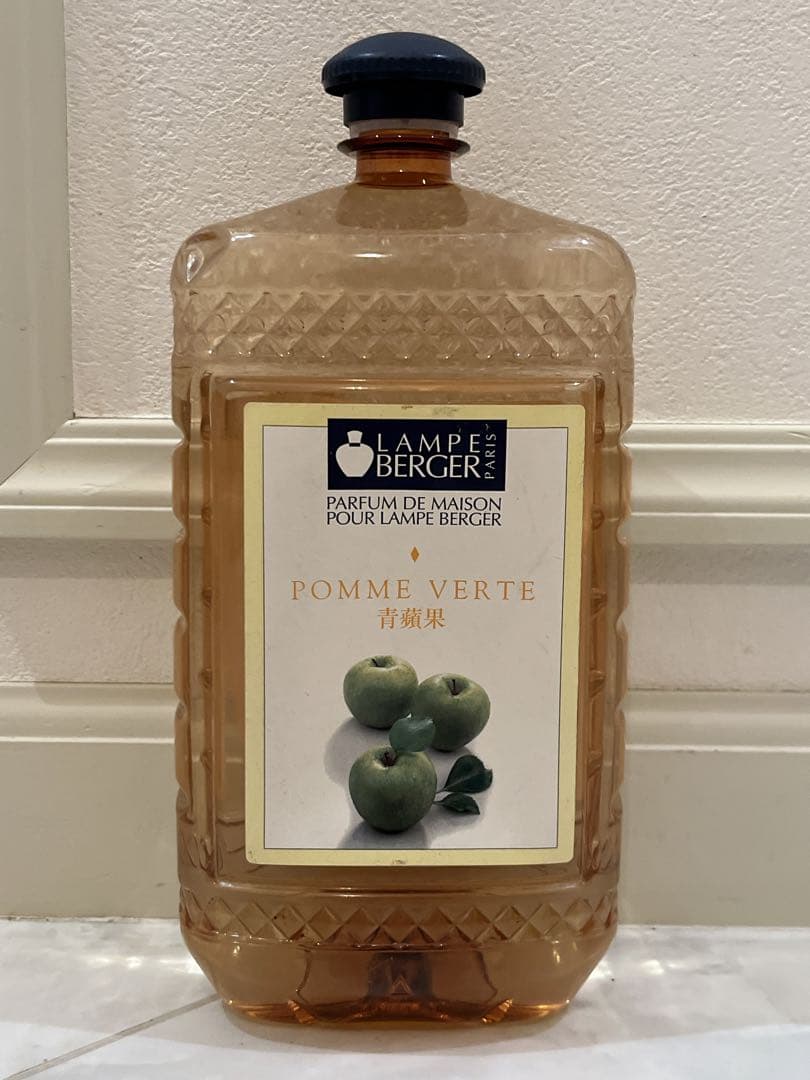 LAMPE
BERGER
PARIS
PARFUM DE MAISON
POUR LAMPE BERGER
POMME VERTE
青蘋果